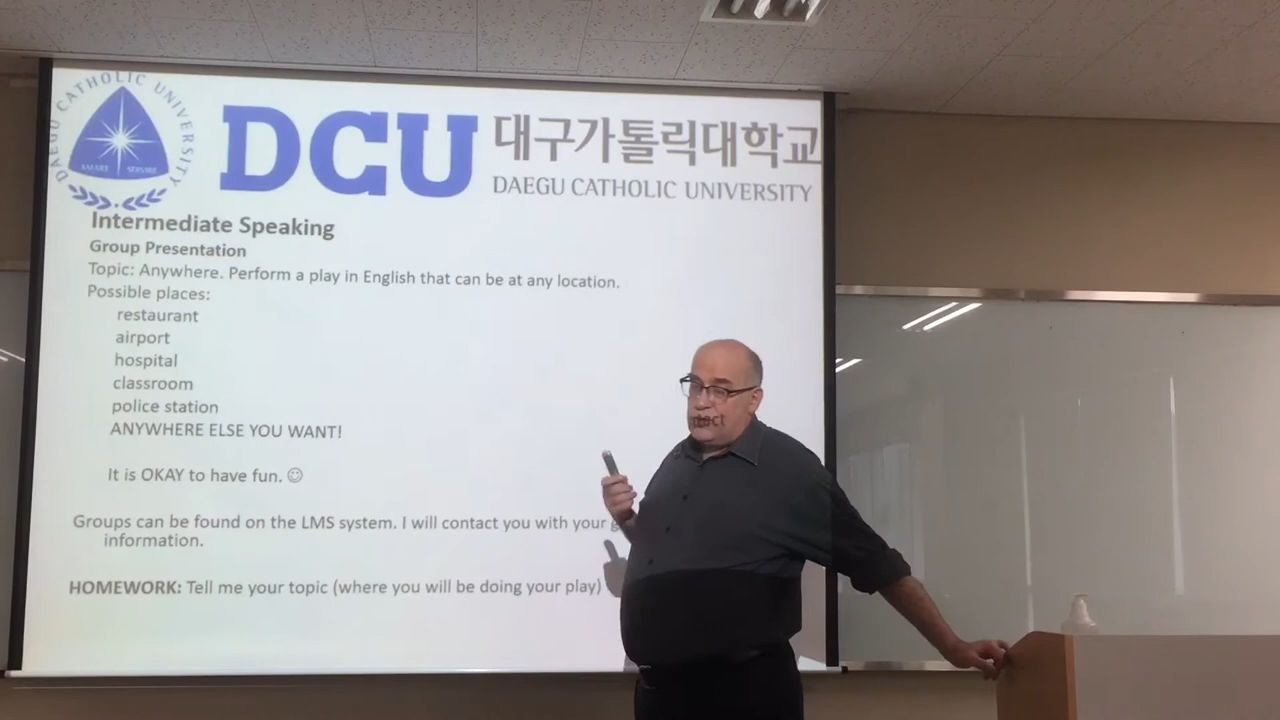 DAEGU CATHOLIC UNIVERSITY
DCU
대구가톨릭대학교
DAEGU CATHOLIC UNIVERSITY
Intermediate Speaking
Group Presentation
Topic: Anywhere. Perform a play in English that can be at any location.
Possible places:
restaurant
airport
hospital
classroom
police station
ANYWHERE ELSE YOU WANT!
It is OKAY to have fun. ☺
Groups can be found on the LMS system. I will contact you with your
information.
HOMEWORK: Tell me your topic (where you will be doing your play)